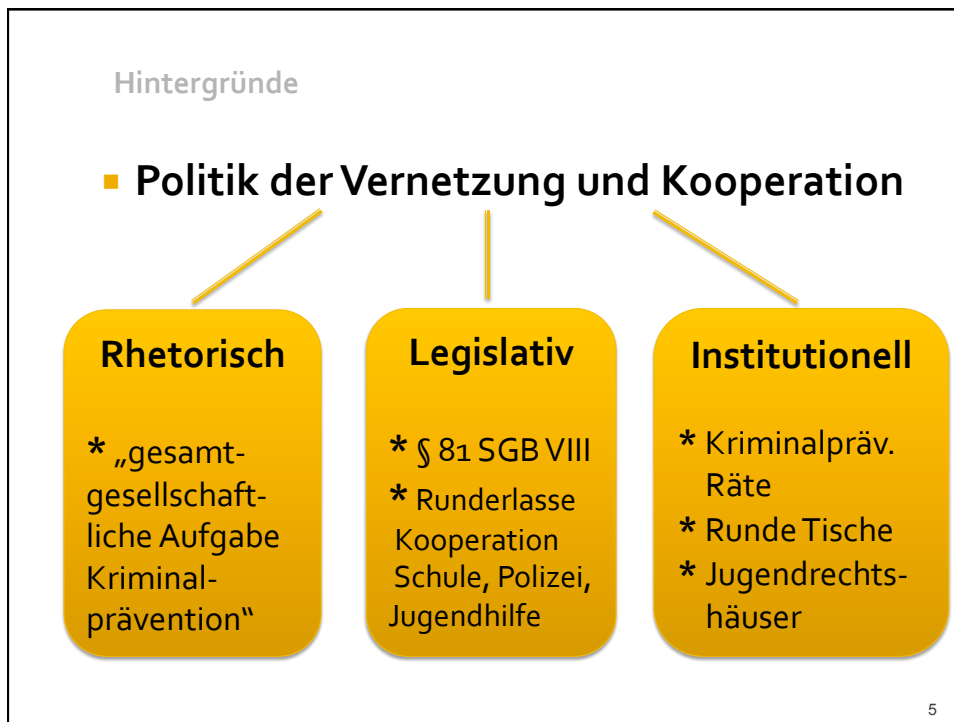 Hintergründe
Politik der Vernetzung und Kooperation
Rhetorisch
* „gesamt-
gesellschaft-
liche Aufgabe
Kriminal-
prävention“
Legislativ
* § 81 SGB VIII
* Runderlasse
Kooperation
Schule, Polizei,
Jugendhilfe
Institutionell
* Kriminalpräv.
Räte
* Runde Tische
* Jugendrechts-
häuser
5